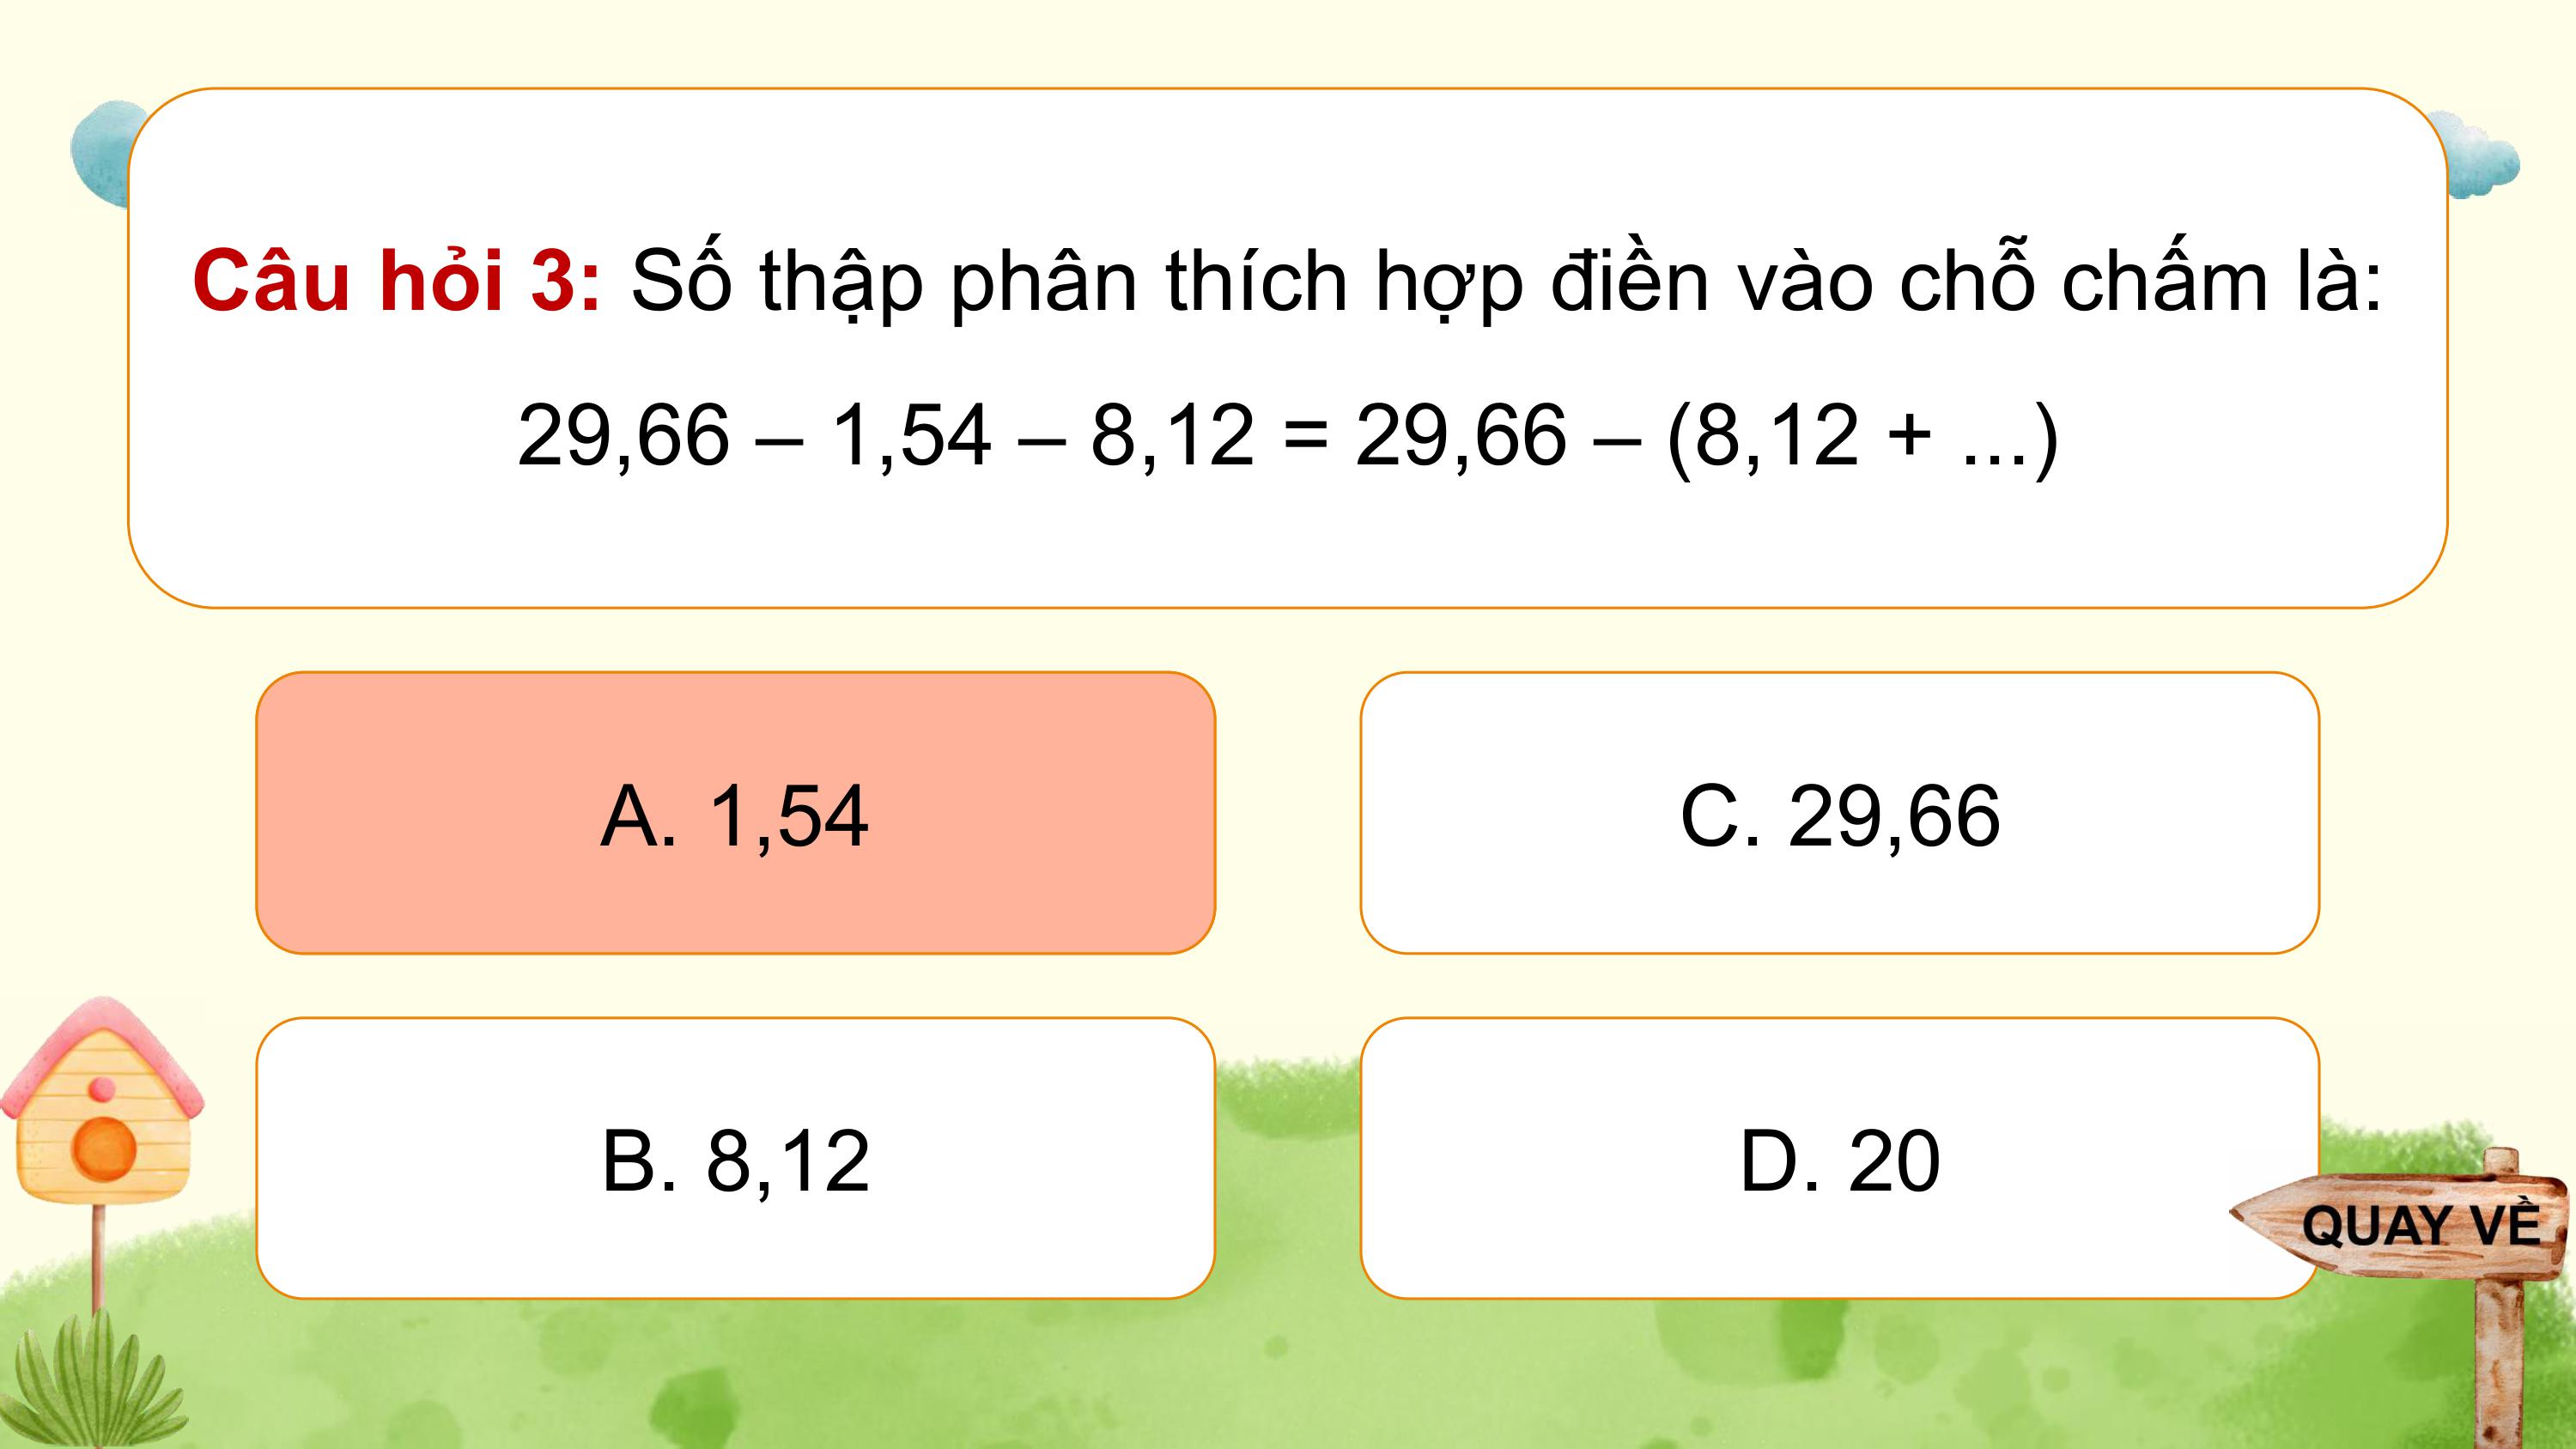 Câu hỏi 3: Số thập phân thích hợp điền vào chỗ chấm là:
29,66 – 1,54 – 8,12 = 29,66 – (8,12 + ...)
A. 1,54
C. 29,66
B. 8,12
D. 20
QUAY VỀ